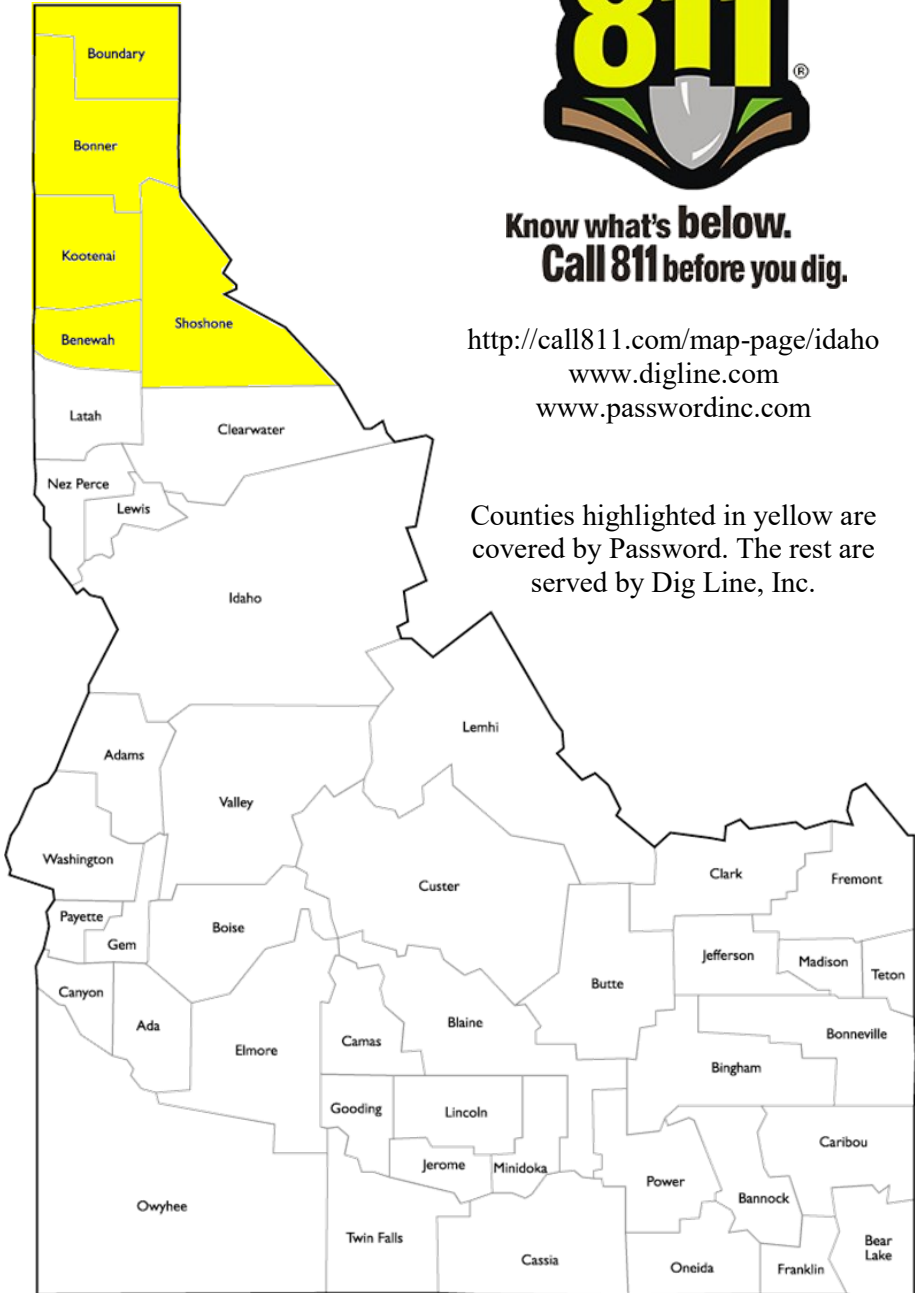 811
®
Know what's below.
Call 811 before you dig.
http://call811.com/map-page/idaho
www.digline.com
www.passwordinc.com
Counties highlighted in yellow are
covered by Password. The rest are
served by Dig Line, Inc.
Boundary
Bonner
Kootenai
Shoshone
Benewah
Latah
Clearwater
Nez Perce
Lewis
Idaho
Lemhi
Adams
Valley
Washington
Custer
Clark
Fremont
Payette
Gem
Boise
Jefferson
Madison
Teton
Butte
Canyon
Ada
Elmore
Camas
Blaine
Bonneville
Bingham
Gooding
Lincoln
Caribou
Jerome
Minidoka
Power
Bannock
Owyhee
Twin Falls
Cassia
Oneida
Franklin
Bear
Lake